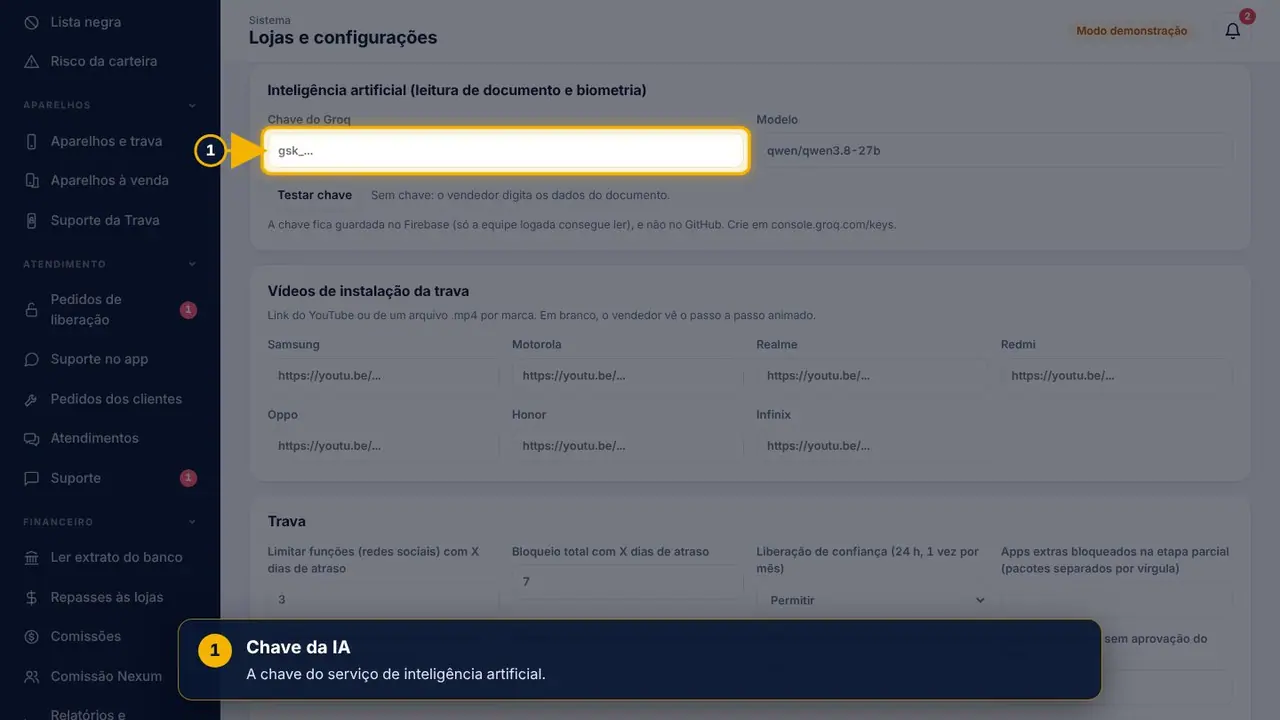 Lista negra
Risco da carteira
APARELHOS
Aparelhos e trava
Aparelhos à venda
Suporte da Trava
ATENDIMENTO
Pedidos de
liberação
1
Suporte no app
Pedidos dos clientes
Atendimentos
Suporte
1
FINANCEIRO
Ler extrato do banco
Repasses às lojas
Comissões
Comissão Nexum
Relatórios e
Sistema
Lojas e configurações
Modo demonstração
2
Inteligência artificial (leitura de documento e biometria)
Chave do Groq
Modelo
1
gsk_...
qwen/qwen3.8-27b
Testar chave
Sem chave: o vendedor digita os dados do documento.
A chave fica guardada no Firebase (só a equipe logada consegue ler), e não no GitHub. Crie em console.groq.com/keys.
Vídeos de instalação da trava
Link do YouTube ou de um arquivo .mp4 por marca. Em branco, o vendedor vê o passo a passo animado.
Samsung
Motorola
Realme
Redmi
https://youtu.be/...
https://youtu.be/...
https://youtu.be/...
https://youtu.be/...
Oppo
Honor
Infinix
https://youtu.be/...
https://youtu.be/...
https://youtu.be/...
Trava
Limitar funções (redes sociais) com X
dias de atraso
3
Bloqueio total com X dias de atraso
7
Liberação de confiança (24 h, 1 vez por
mês)
Permitir
Apps extras bloqueados na etapa parcial
(pacotes separados por vírgula)
sem aprovação do
1
Chave da IA
A chave do serviço de inteligência artificial.